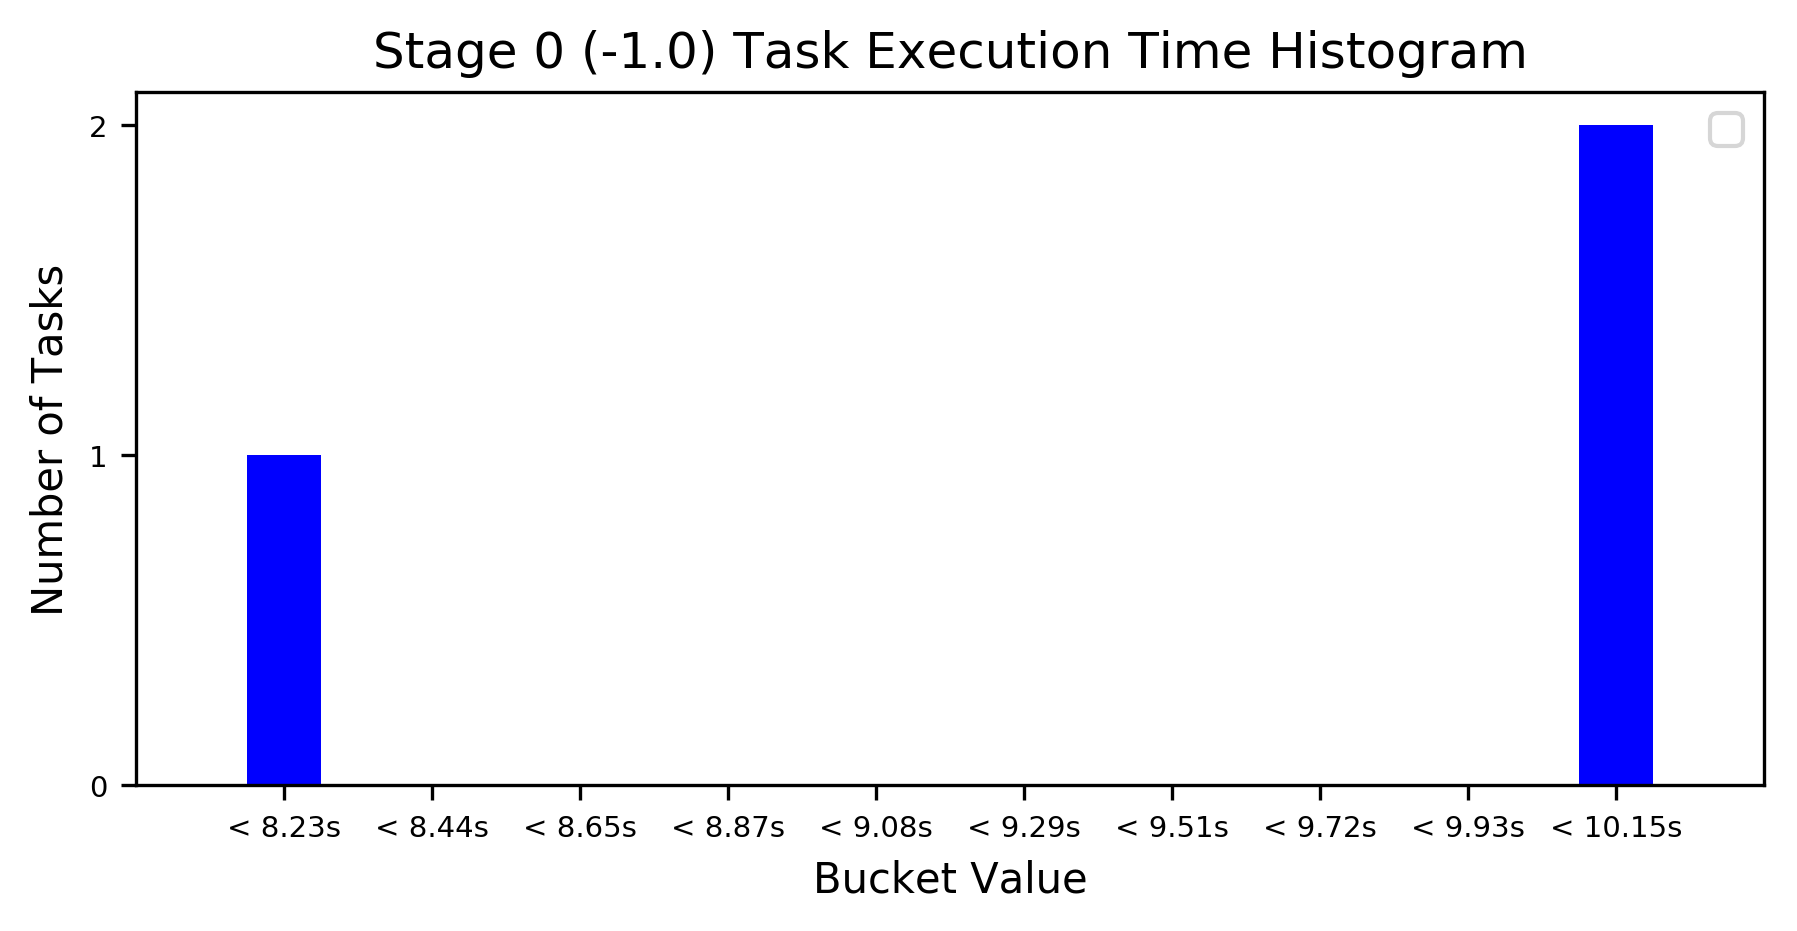 Stage 0 (-1.0) Task Execution Time Histogram
Number of Tasks
2
1
0
< 8.23s < 8.44s < 8.65s < 8.87s < 9.08s < 9.29s < 9.51s < 9.72s < 9.93s < 10.15s
Bucket Value